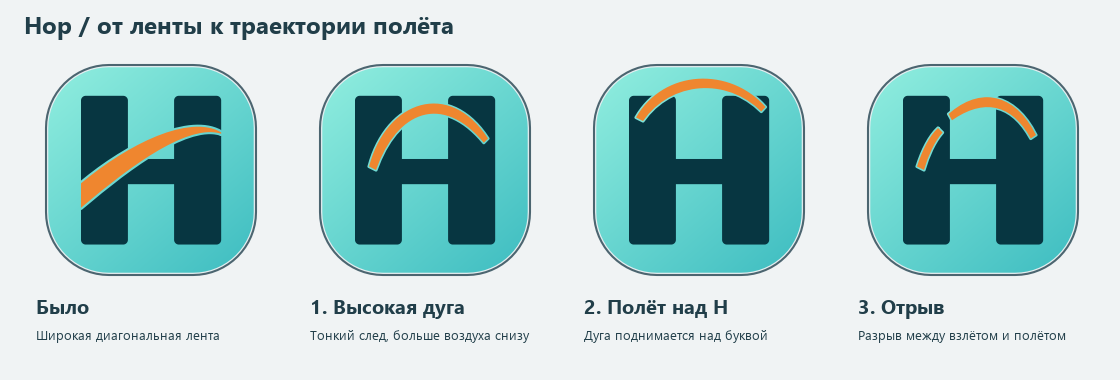 Hop / от ленты к траектории полёта
Было
Широкая диагональная лента
1. Высокая дуга
Тонкий след, больше воздуха снизу
2. Полёт над H
Дуга поднимается над буквой
3. Отрыв
Разрыв между взлётом и полётом